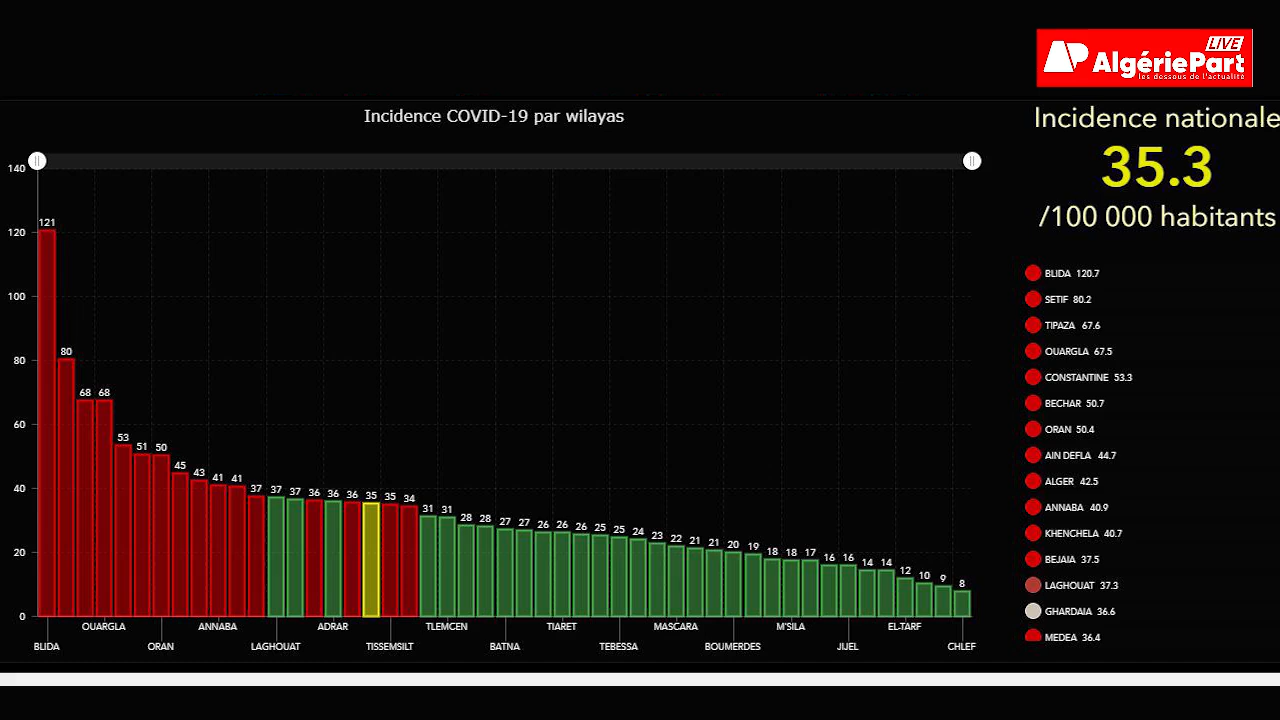 LIVE
AlgériePart
les dessous de l'actualité
Incidence COVID-19 par wilayas
Incidence nationale
35.3
/100 000 habitants
140
120
100
80
60
40
20
0
121
80
68
68
53
51
50
45
43
41
41
37
37
37
36
36
36
35
35
34
31
31
28
28
27
27
26
26
26
25
25
24
23
22
21
21
20
19
18
18
17
16
16
14
14
12
10
9
8
OUARGLA
ANNABA
ADRAR
TLEMCEN
TIARET
MASCARA
M'SILA
EL-TARF
BLIDA
ORAN
LAGHOUAT
TISSEMSILT
BATNA
TEBESSA
BOUMERDES
JIJEL
CHLEF
BLIDA 120.7
SETIF 80.2
TIPAZA 67.6
OUARGLA 67.5
CONSTANTINE 53.3
BECHAR 50.7
ORAN 50.4
AIN DEFLA 44.7
ALGER 42.5
ANNABA 40.9
KHENCHELA 40.7
BEJAIA 37.5
LAGHOUAT 37.3
GHARDAIA 36.6
MEDEA 36.4